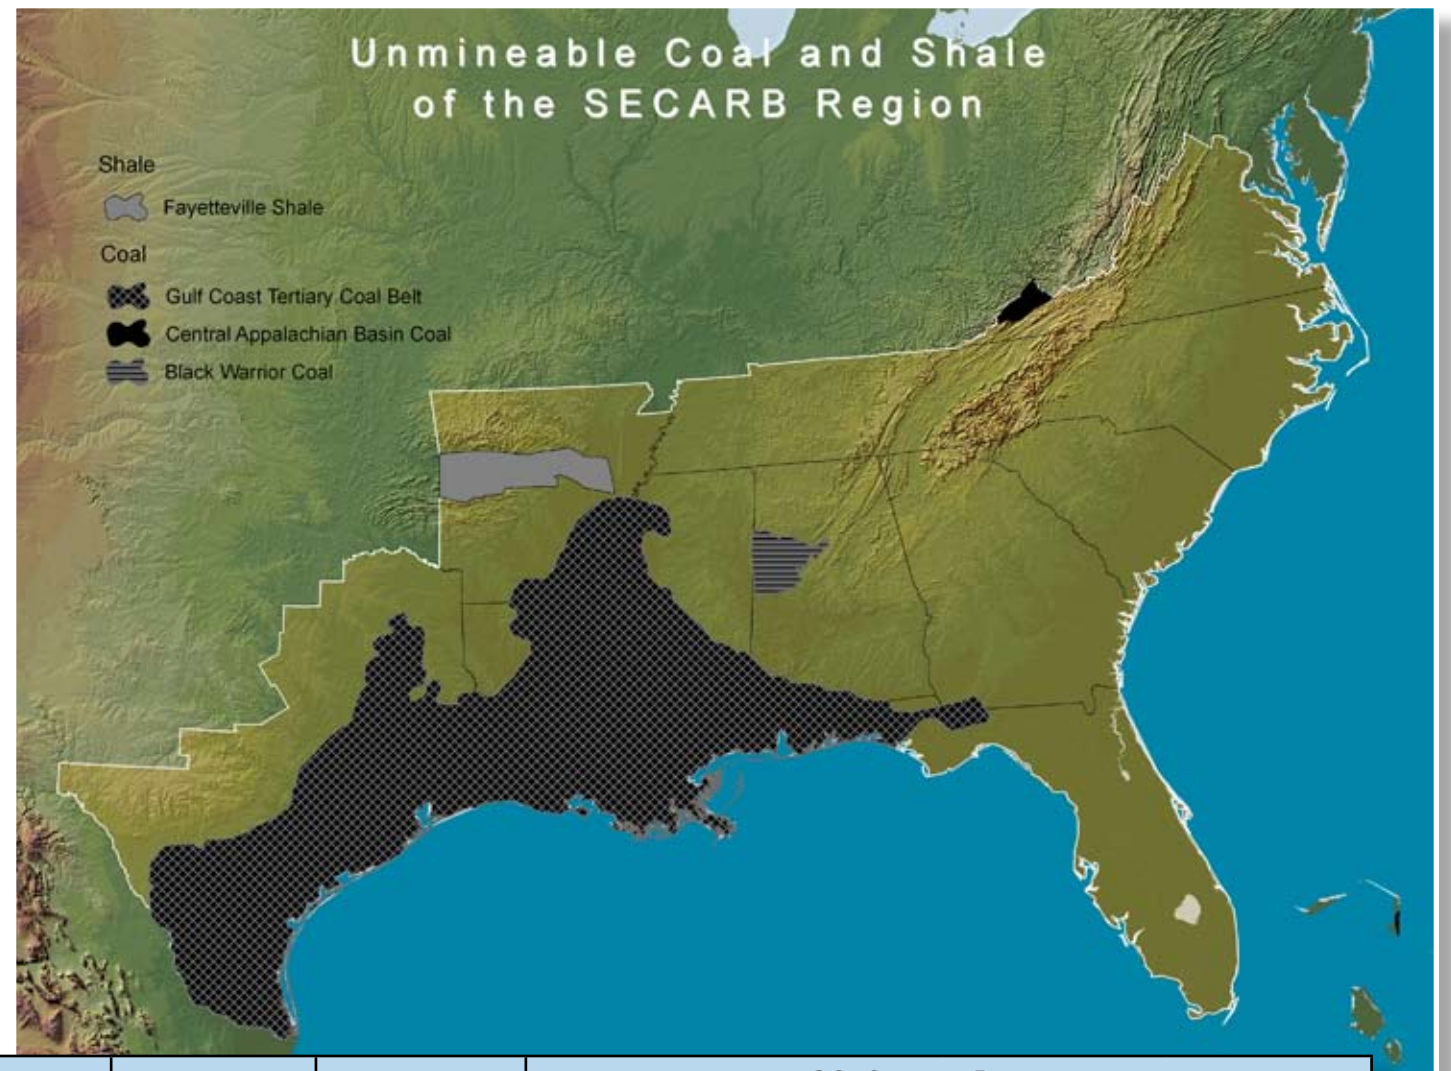 Unmineable Coal and Shale
of the SECARB Region
Shale
Fayetteville Shale
Coal
Gulf Coast Tertiary Coal Belt
Central Appalachian Basin Coal
Black Warrior Coal